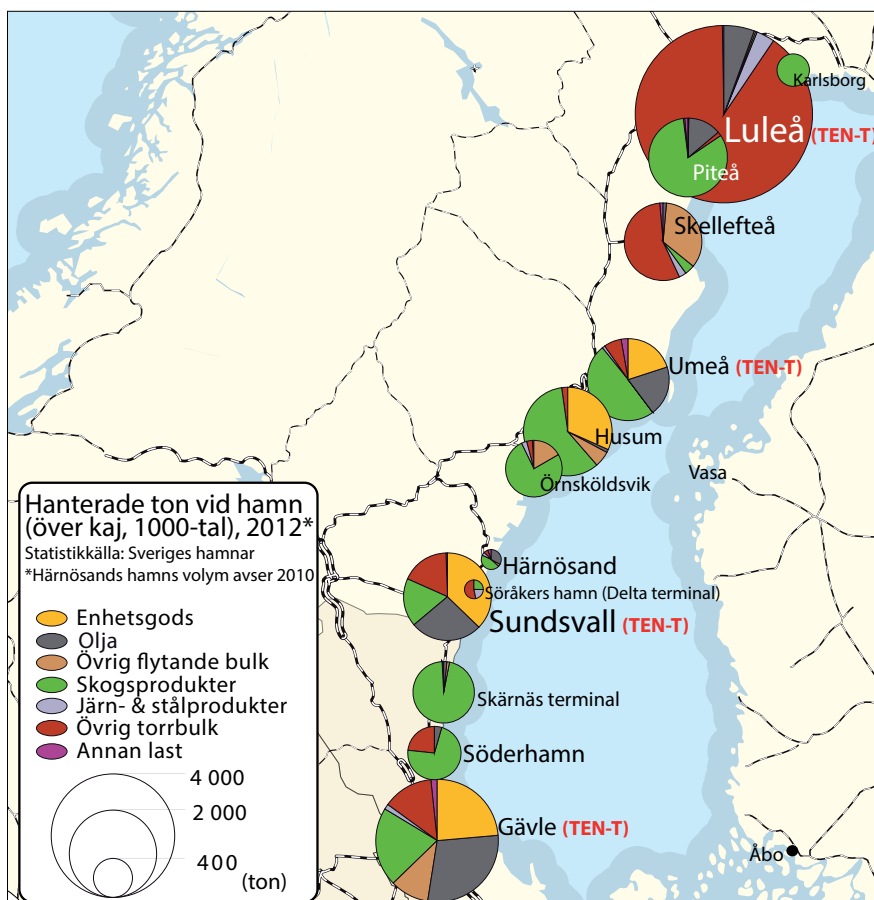 Karlsborg
Luleå (TEN-T)
Piteå
Skellefteå
Umeå (TEN-T)
Husum
Vasa
Örnsköldsvik
Hanterade ton vid hamn
(över kaj, 1000-tal), 2012*
Statistikkälla: Sveriges hamnar
*Härnösands hamns volym avser 2010
Enhetsgods
Olja
Övrig flytande bulk
Skogsprodukter
Järn- & stålprodukter
Övrig torrbulk
Annan last
4 000
2 000
400
(ton)
Härnösand
Söråkers hamn (Delta terminal)
Sundsvall (TEN-T)
Skärnäs terminal
Söderhamn
Gävle (TEN-T)
Åbo